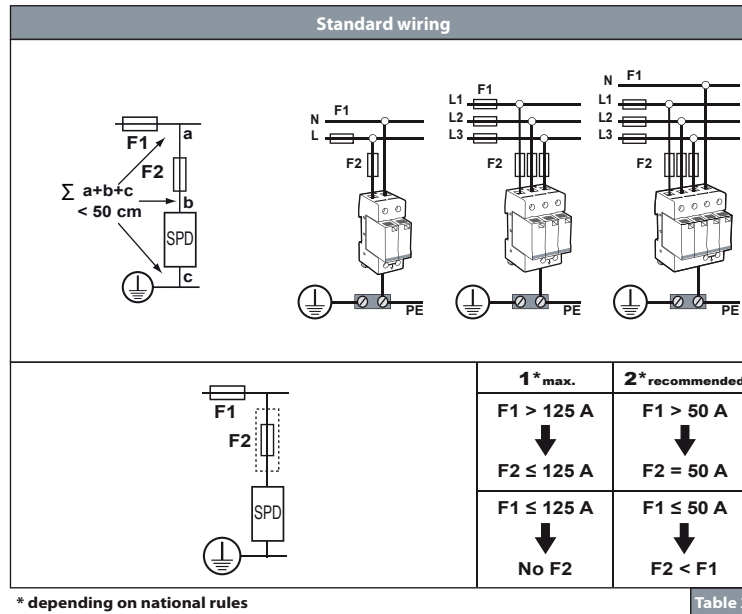 Standard wiring
F1
a
F2
Σ a+b+c
< 50 cm
b
SPD
c
N F1
L
F2
PE
F1
L1
L2
L3
F2
PE
N F1
L1
L2
L3
F2
PE
F1
F2
SPD
1* max.
2* recommended
F1 > 125 A
F2 ≤ 125 A
F1 > 50 A
F2 = 50 A
F1 ≤ 125 A
No F2
F1 ≤ 50 A
F2 < F1
* depending on national rules
Table